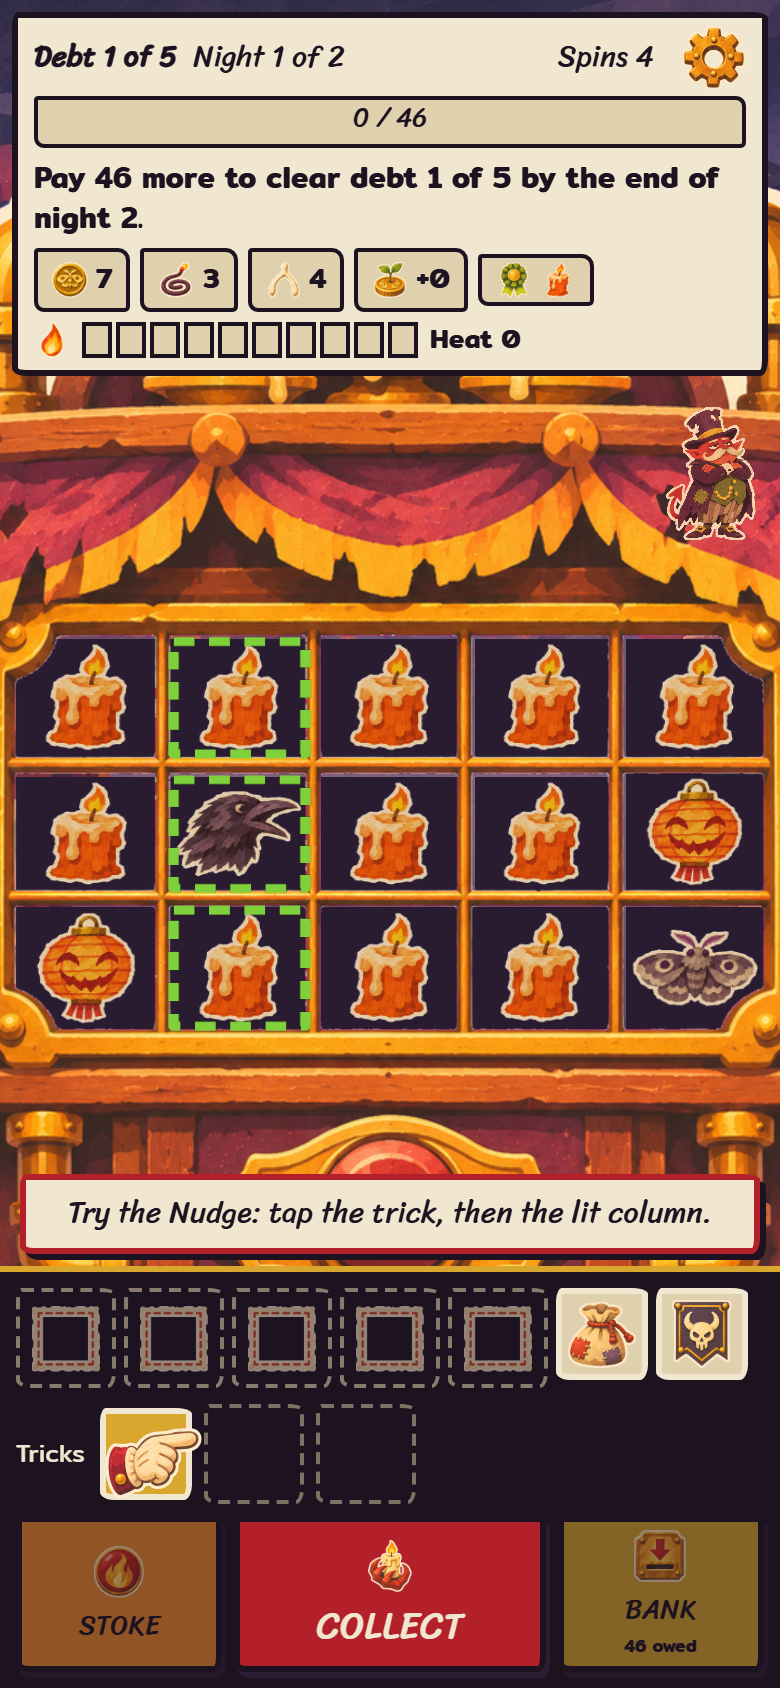 Debt 1 of 5 Night 1 of 2 Spins 4
0 / 46
Pay 46 more to clear debt 1 of 5 by the end of
night 2.
7 3 4 +0
Heat 0
Try the Nudge: tap the trick, then the lit column.
Tricks
STOKE COLLECT BANK
46 owed